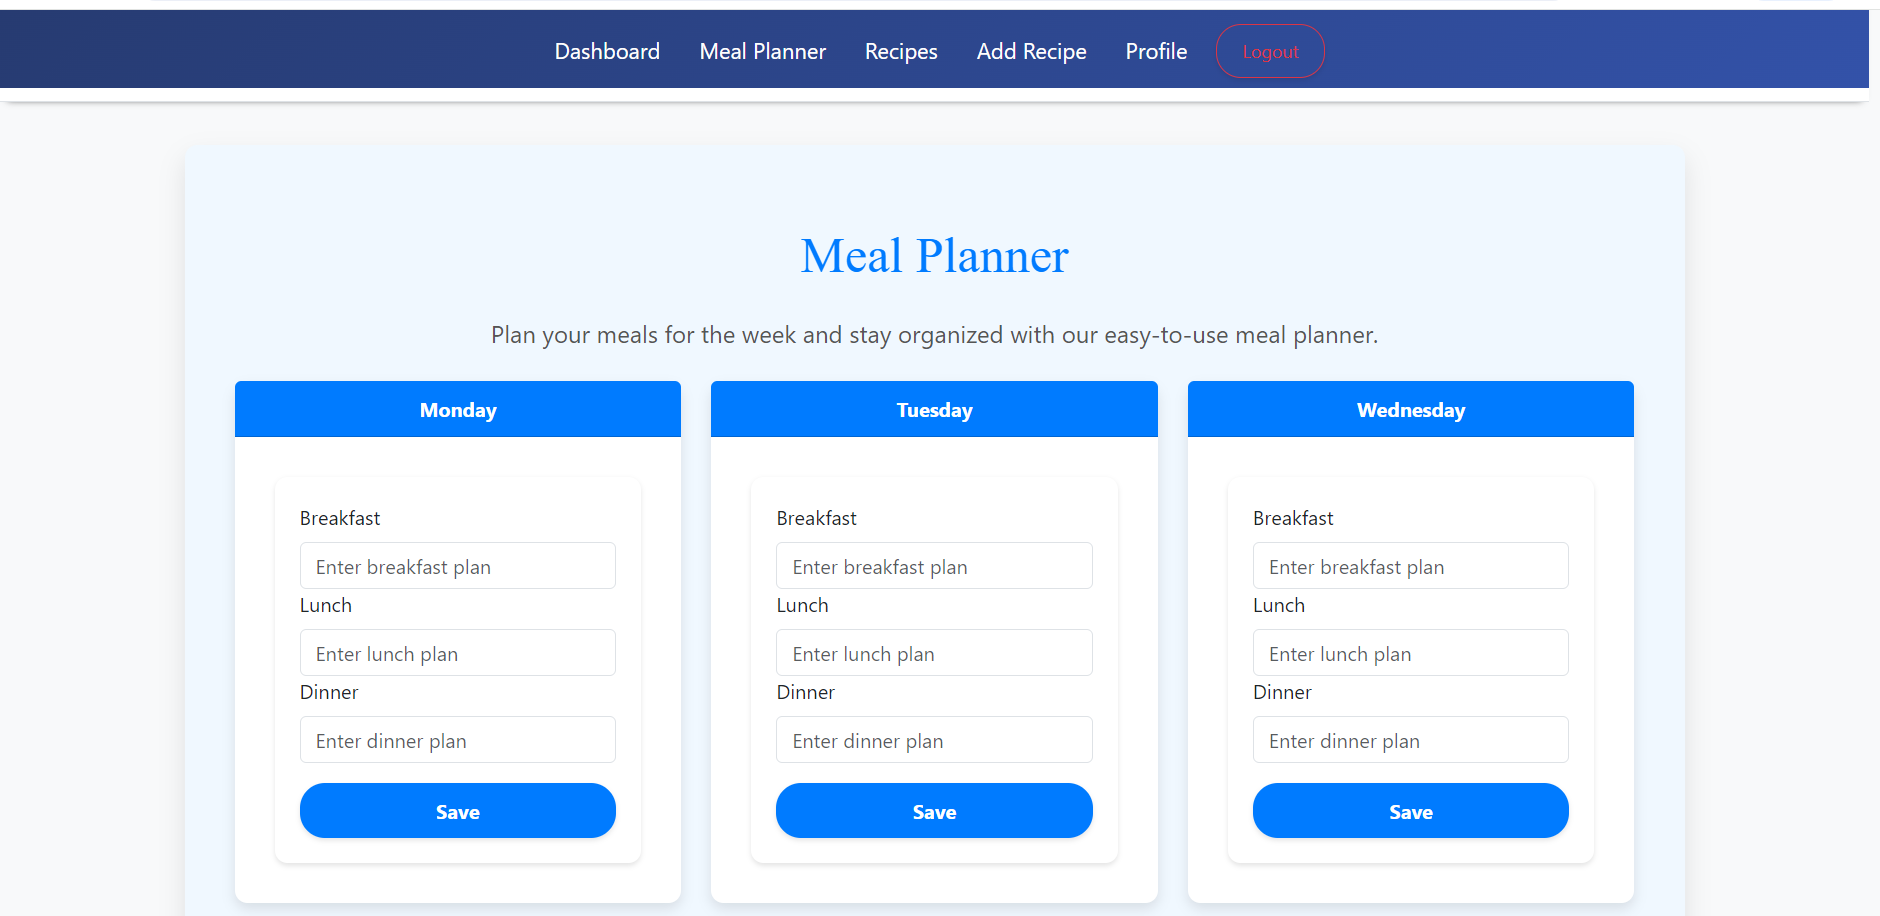 Dashboard Meal Planner Recipes Add Recipe Profile Logout
Meal Planner
Plan your meals for the week and stay organized with our easy-to-use meal planner.
Monday
Breakfast
Enter breakfast plan
Lunch
Enter lunch plan
Dinner
Enter dinner plan
Save
Tuesday
Breakfast
Enter breakfast plan
Lunch
Enter lunch plan
Dinner
Enter dinner plan
Save
Wednesday
Breakfast
Enter breakfast plan
Lunch
Enter lunch plan
Dinner
Enter dinner plan
Save